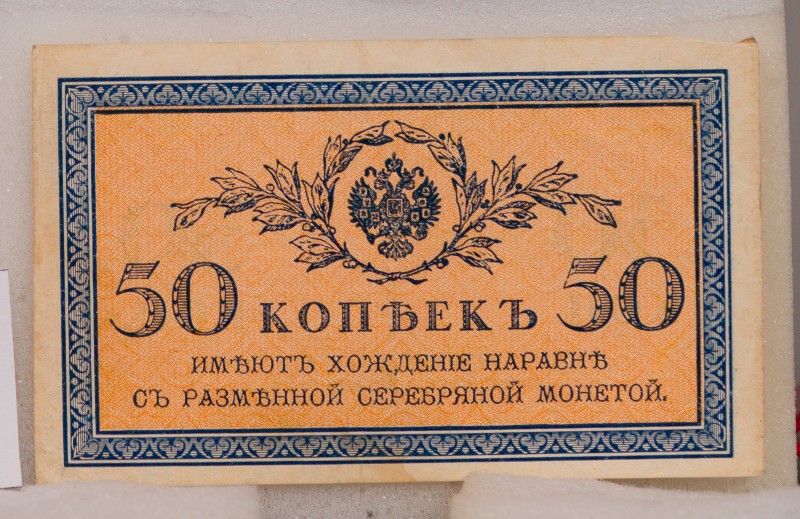 50 КОПѢЕКЪ 50
ИМѢЮТЪ ХОЖДЕНІЕ НАРАВНѢ
СЪ РАЗМѢННОЙ СЕРЕБРЯНОЙ МОНЕТОЙ.